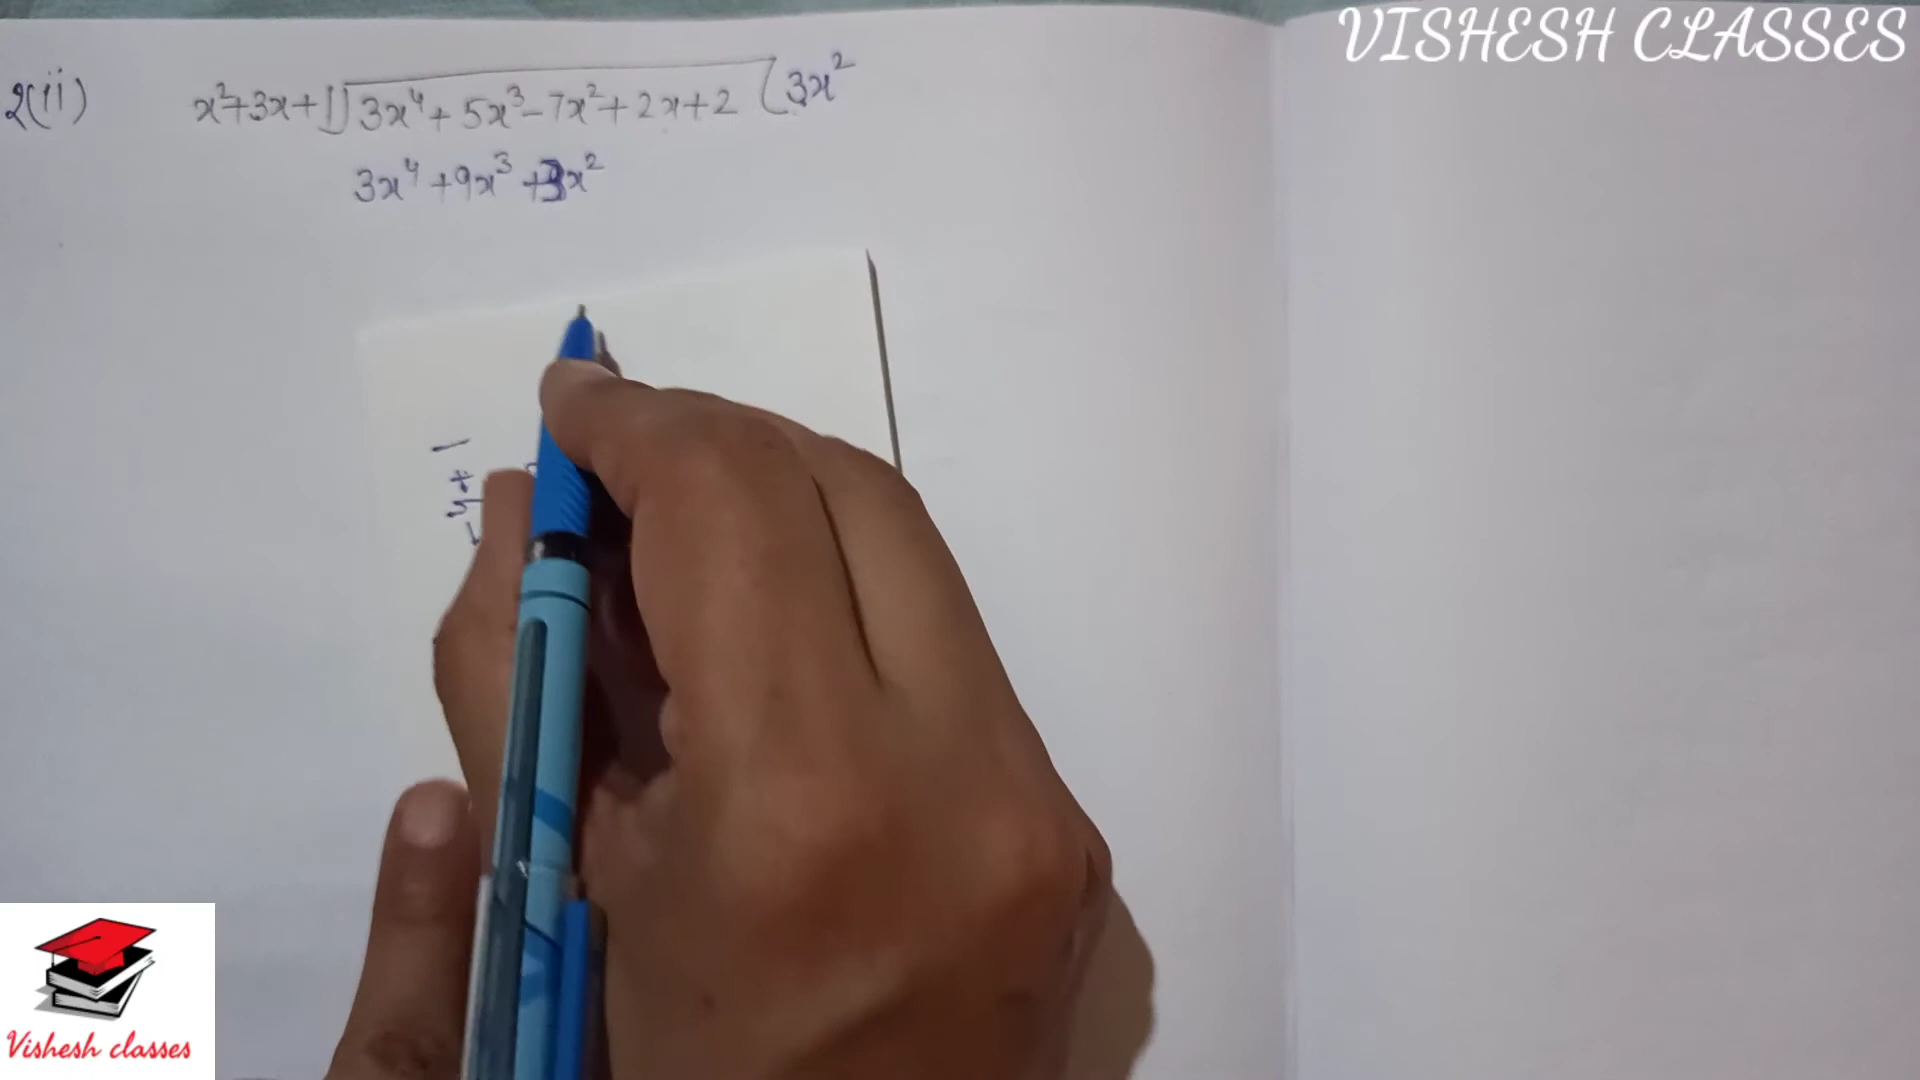 VISHESH CLASSES
2(ii) x²+3x+1 3x⁴ + 5x³ - 7x² + 2x + 2 (3x²
3x⁴ + 9x³ + 3x²
Vishesh classes